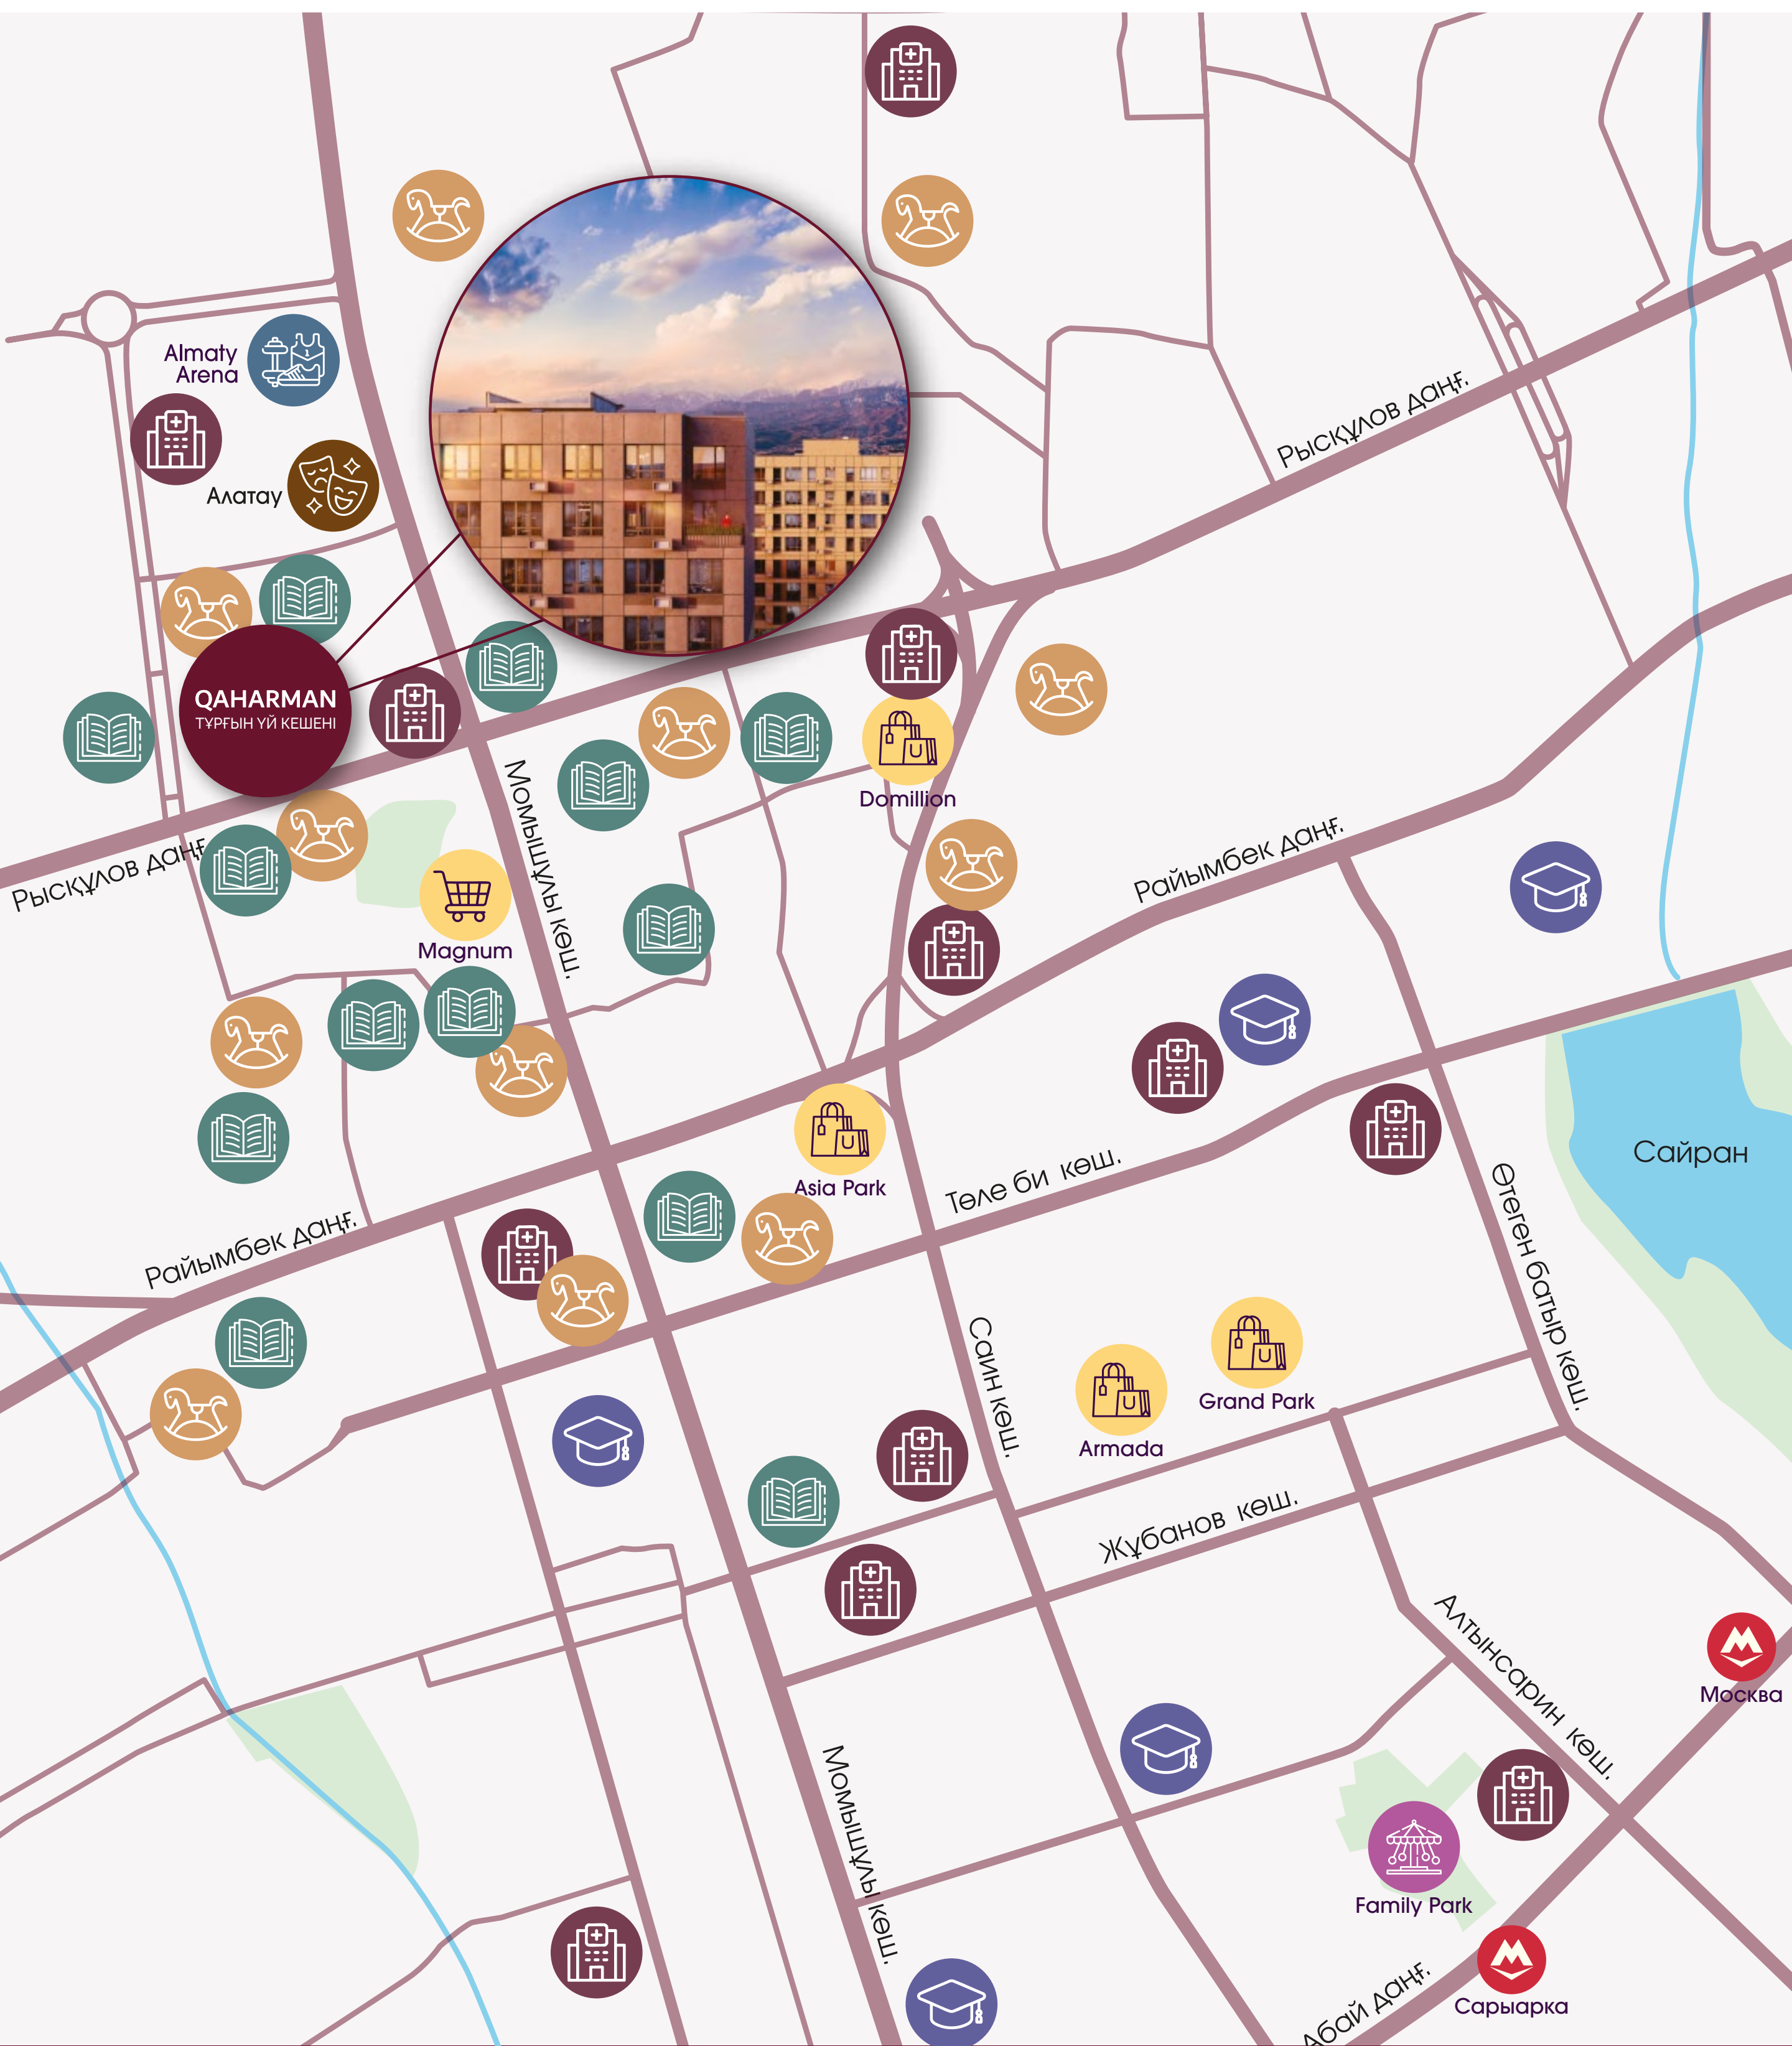 Almaty
Arena
Алатау
Рысқұлов даңғ.
QAHARMAN
ТҰРҒЫН ҮЙ КЕШЕНІ
Момышұлы көш.
Domillion
Рысқұлов даңғ.
Райымбек даңғ.
Magnum
Сайран
Asia Park
Төле би көш.
Өтеген батыр көш.
Райымбек даңғ.
Саин көш.
Grand Park
Armada
Жұбанов көш.
Алтынсарин көш.
Москва
Момышұлы көш.
Family Park
Абай даңғ.
Сарыарка